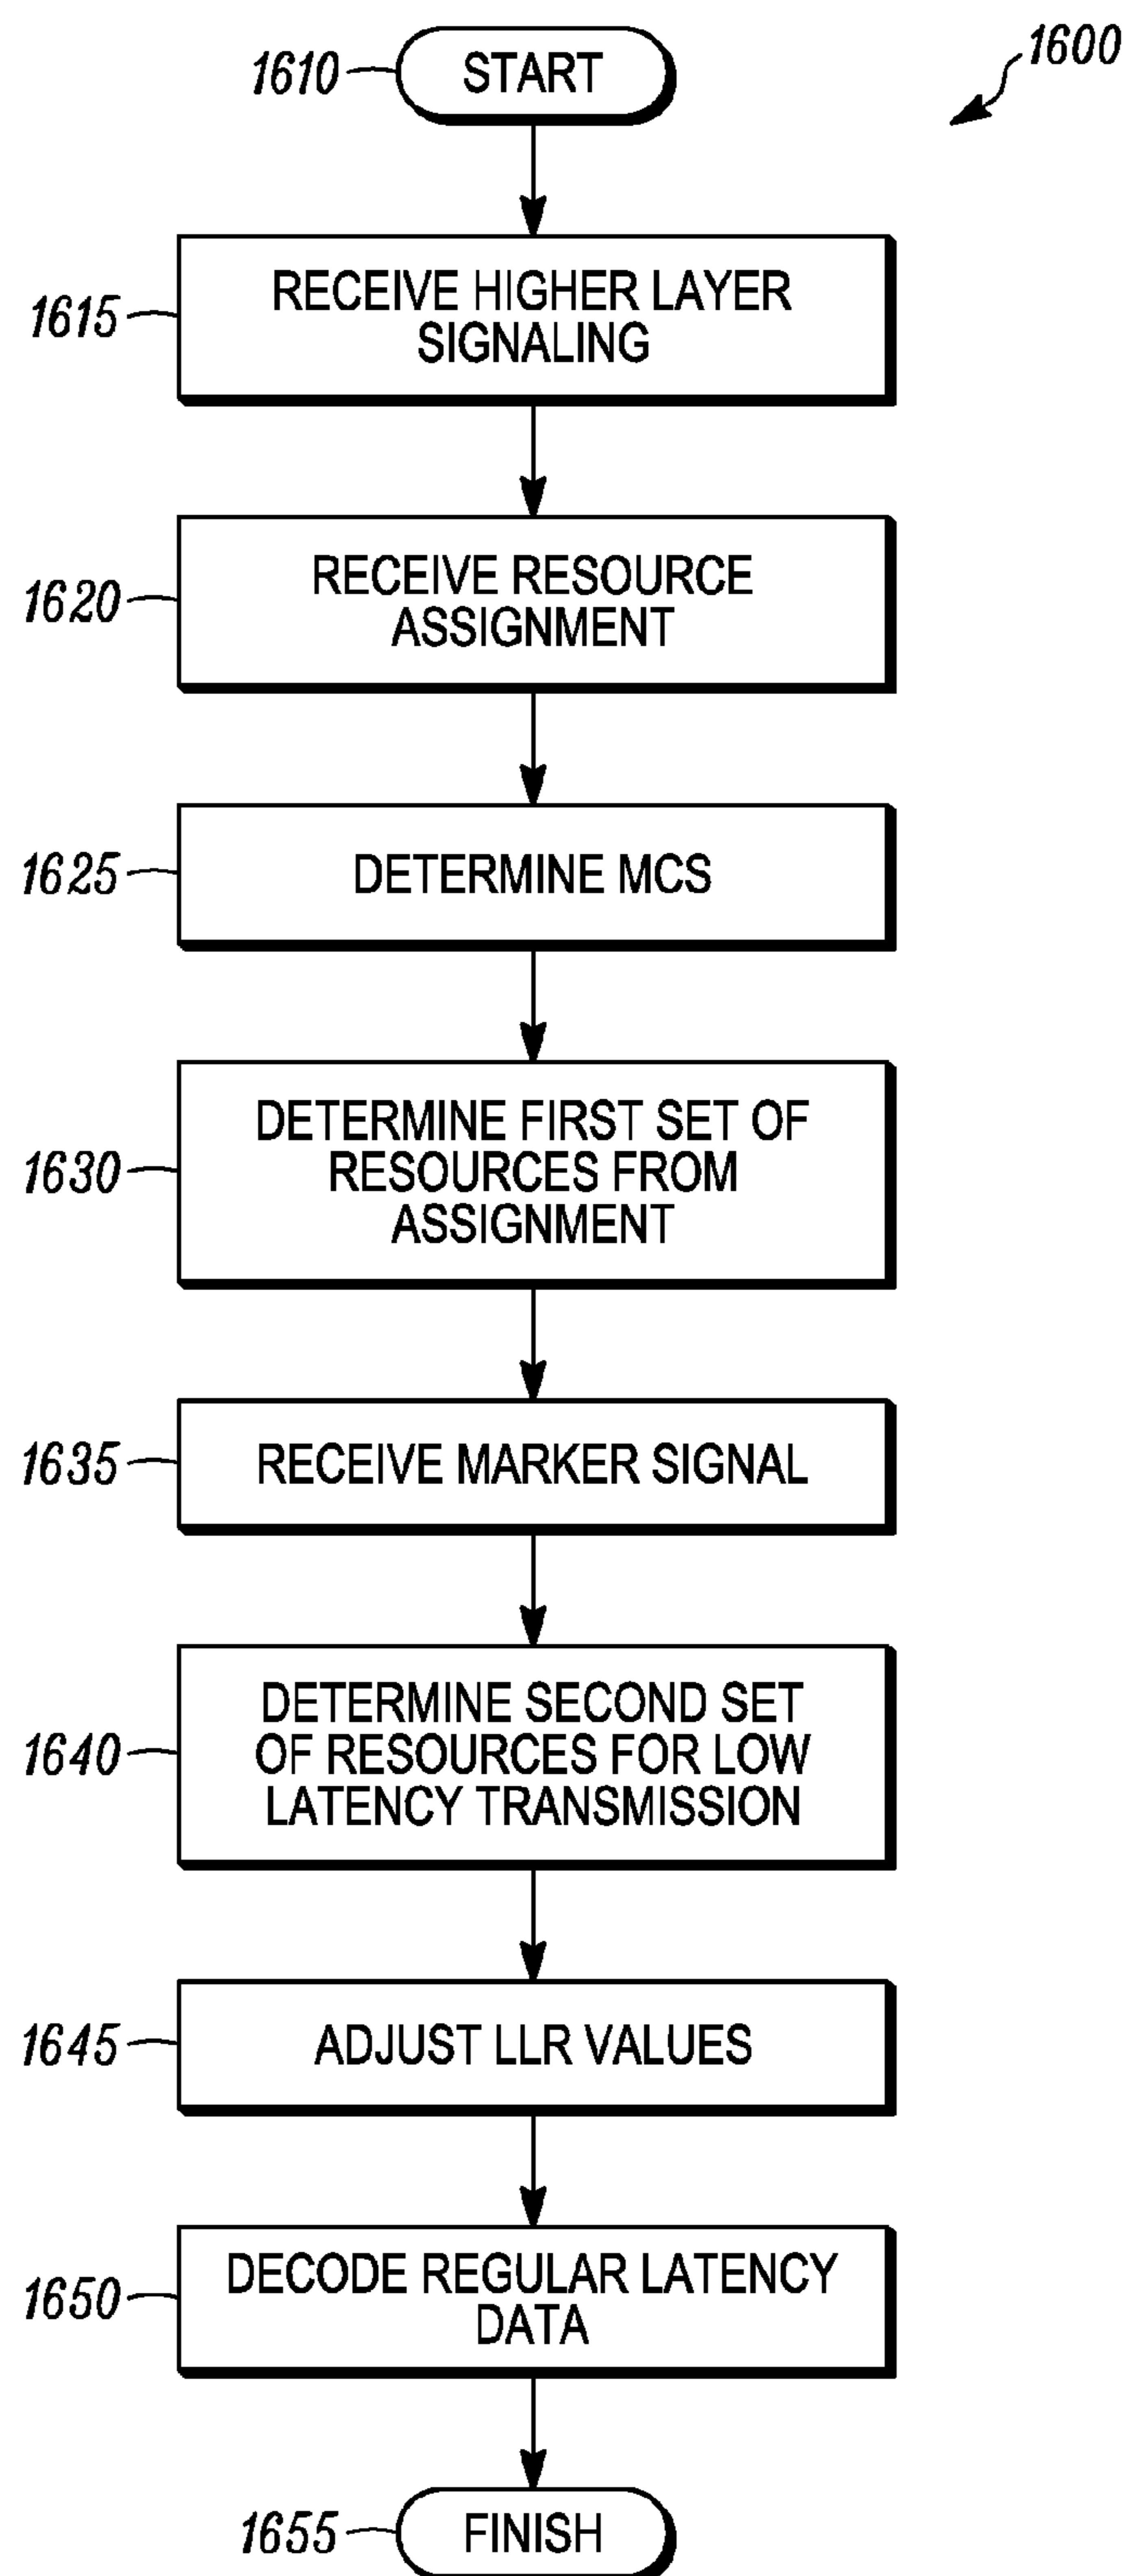 1600
1610
START
1615
RECEIVE HIGHER LAYER
SIGNALING
1620
RECEIVE RESOURCE
ASSIGNMENT
1625
DETERMINE MCS
1630
DETERMINE FIRST SET OF
RESOURCES FROM
ASSIGNMENT
1635
RECEIVE MARKER SIGNAL
1640
DETERMINE SECOND SET
OF RESOURCES FOR LOW
LATENCY TRANSMISSION
1645
ADJUST LLR VALUES
1650
DECODE REGULAR LATENCY
DATA
1655
FINISH